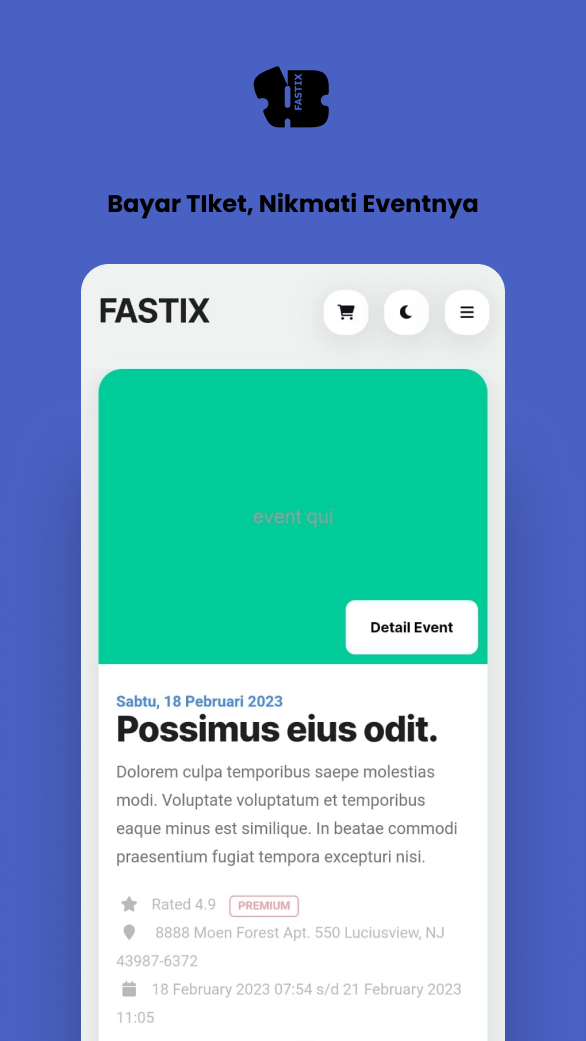 FASTIX
Bayar TIket, Nikmati Eventnya
FASTIX
event qui
Detail Event
Sabtu, 18 Pebruari 2023
Possimus eius odit.
Dolorem culpa temporibus saepe molestias
modi. Voluptate voluptatum et temporibus
eaque minus est similique. In beatae commodi
praesentium fugiat tempora excepturi nisi.
Rated 4.9 PREMIUM
8888 Moen Forest Apt. 550 Luciusview, NJ
43987-6372
18 February 2023 07:54 s/d 21 February 2023
11:05